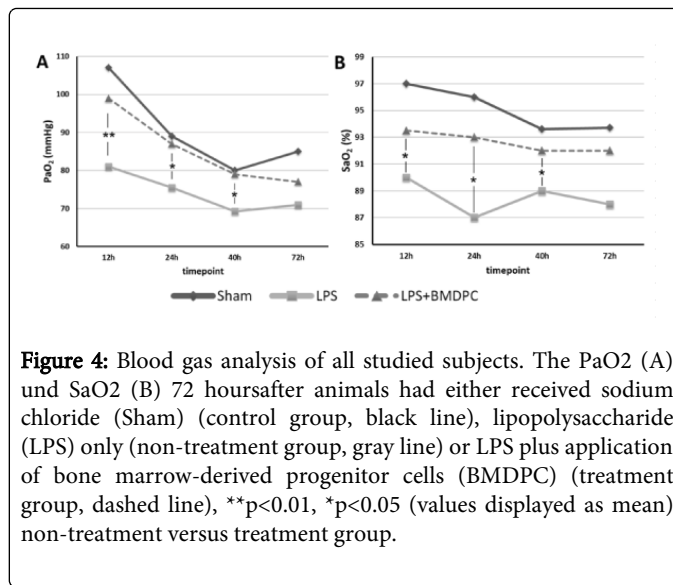 A
B
110
100
90
80
70
60
PaO2 (mmHg)
**
*
*
12h 24h 40h 72h
timepoint
99
97
95
93
91
89
87
85
SaO2 (%)
*
*
*
12h 24h 40h 72h
timepoint
Sham LPS LPS+BMDPC
Figure 4: Blood gas analysis of all studied subjects. The PaO2 (A)
und SaO2 (B) 72 hoursafter animals had either received sodium
chloride (Sham) (control group, black line), lipopolysaccharide
(LPS) only (non-treatment group, gray line) or LPS plus application
of bone marrow-derived progenitor cells (BMDPC) (treatment
group, dashed line), **p<0.01, *p<0.05 (values displayed as mean)
non-treatment versus treatment group.